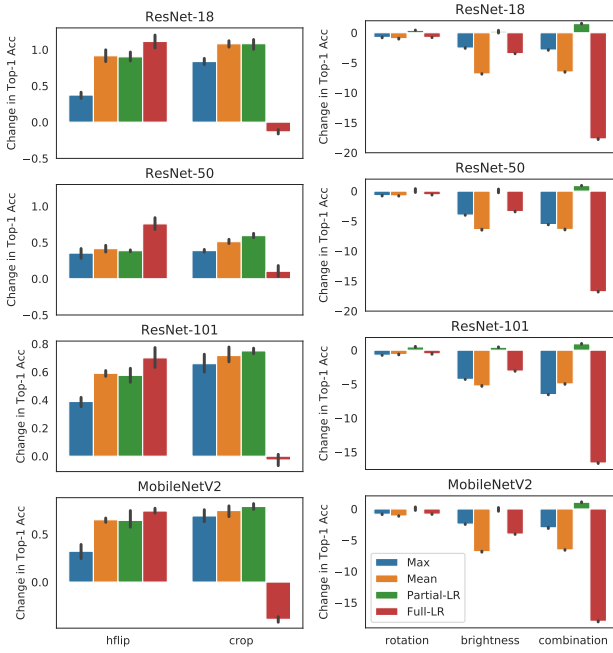 ResNet-18
Change in Top-1 Acc
1.0
0.5
0.0
−0.5
ResNet-18
Change in Top-1 Acc
0
−5
−10
−15
−20
ResNet-50
Change in Top-1 Acc
1.0
0.5
0.0
−0.5
ResNet-50
Change in Top-1 Acc
0
−5
−10
−15
−20
ResNet-101
Change in Top-1 Acc
0.8
0.6
0.4
0.2
0.0
ResNet-101
Change in Top-1 Acc
0
−5
−10
−15
MobileNetV2
Change in Top-1 Acc
0.5
0.0
hflip
crop
MobileNetV2
Change in Top-1 Acc
0
−5
−10
−15
Max
Mean
Partial-LR
Full-LR
rotation
brightness
combination